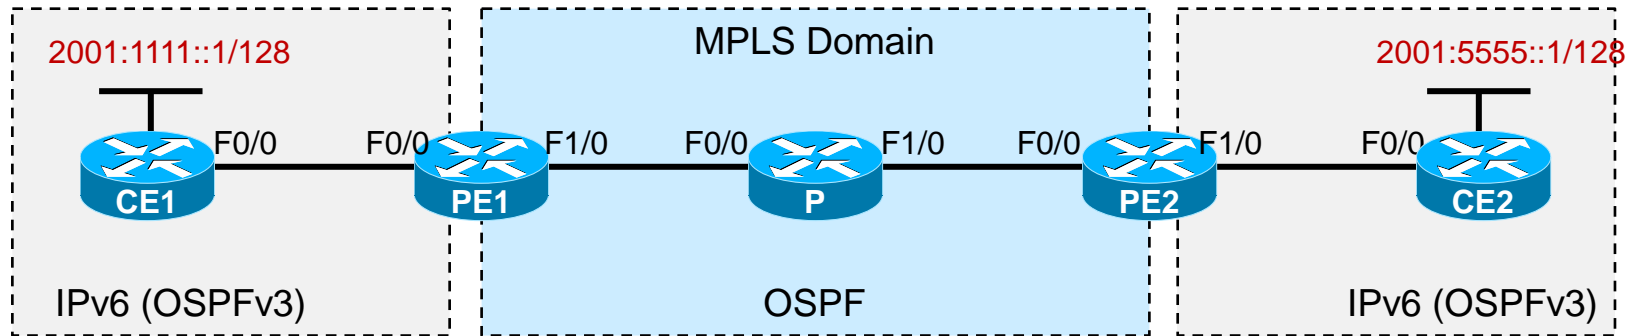 MPLS Domain
2001:1111::1/128
2001:5555::1/128
F0/0 F0/0 F1/0 F0/0 F1/0 F0/0 F1/0 F0/0
CE1 PE1 P PE2 CE2
IPv6 (OSPFv3) OSPF IPv6 (OSPFv3)